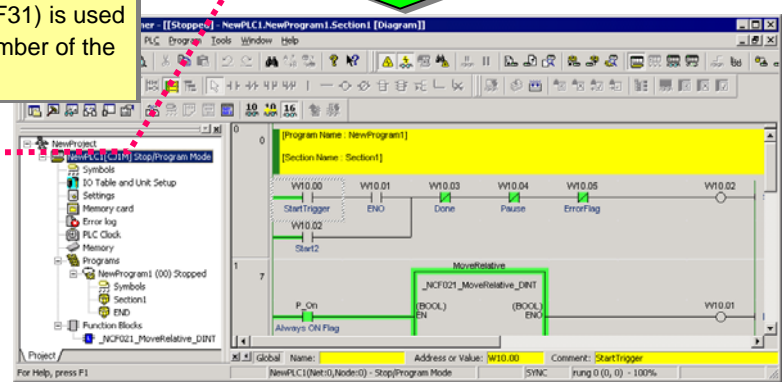 F31) is used
mber of the
ner - [[Stopped] - NewPLC1.NewProgram1.Section1 [Diagram]]
PLC Program Tools Window Help
10 10 16
NewProject
NewPLC1[CJ1M] Stop/Program Mode
Symbols
IO Table and Unit Setup
Settings
Memory card
Error log
PLC Clock
Memory
Programs
NewProgram1 (00) Stopped
Symbols
Section1
END
Function Blocks
_NCF021_MoveRelative_DINT
Project
0
0
[Program Name : NewProgram1]
[Section Name : Section1]
W10.00 W10.01 W10.03 W10.04 W10.05 W10.02
StartTrigger ENO Done Pause ErrorFlag
W10.02
Start2
1
7
MoveRelative
_NCF021_MoveRelative_DINT
P_On (BOOL) (BOOL) W10.01
EN ENO
Always ON Flag
Global Name: Address or Value: W10.00 Comment: StartTrigger
For Help, press F1 NewPLC1(Net:0,Node:0) - Stop/Program Mode SYNC rung 0 (0, 0) - 100%